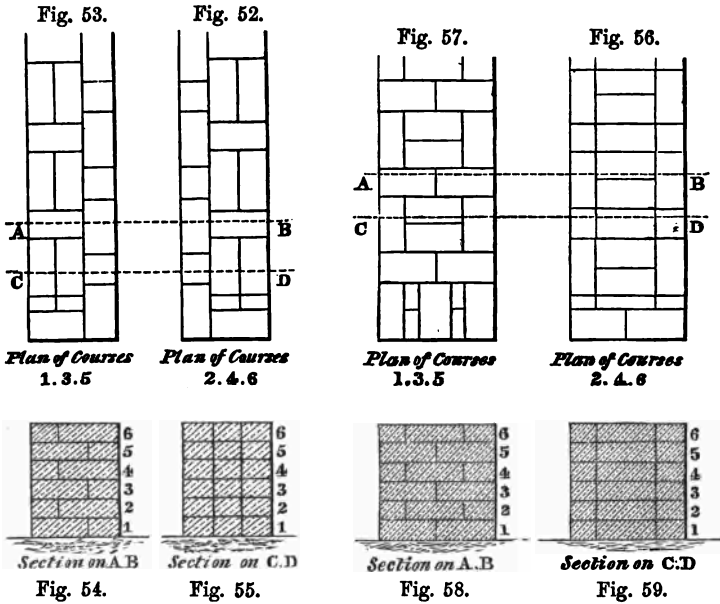 Fig. 53. Fig. 52.
Fig. 57. Fig. 56.
A B
C D
A B
C D
Plan of Courses
1.3.5
Plan of Courses
2.4.6
Plan of Courses
1.3.5
Plan of Courses
2.4.6
6
5
4
3
2
1
Section on A.B
Fig. 54.
6
5
4
3
2
1
Section on C.D
Fig. 55.
6
5
4
3
2
1
Section on A.B
Fig. 58.
6
5
4
3
2
1
Section on C.D
Fig. 59.